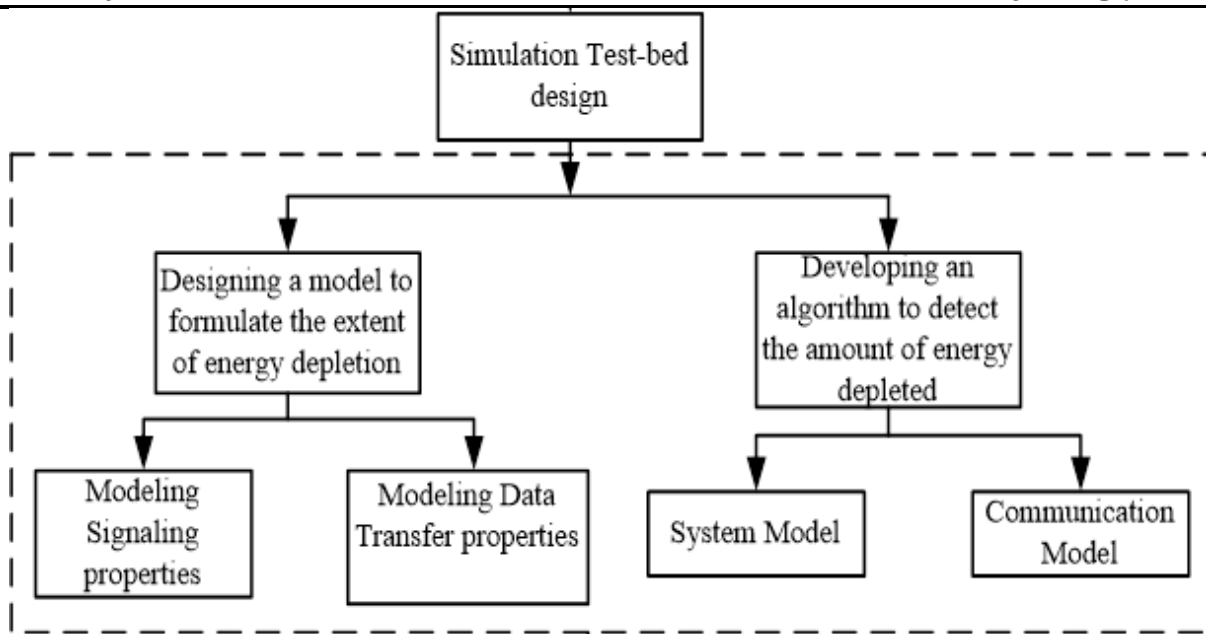 Simulation Test-bed
design
Designing a model to
formulate the extent
of energy depletion
Developing an
algorithm to detect
the amount of energy
depleted
Modeling
Signaling
properties
Modeling Data
Transfer properties
System Model
Communication
Model